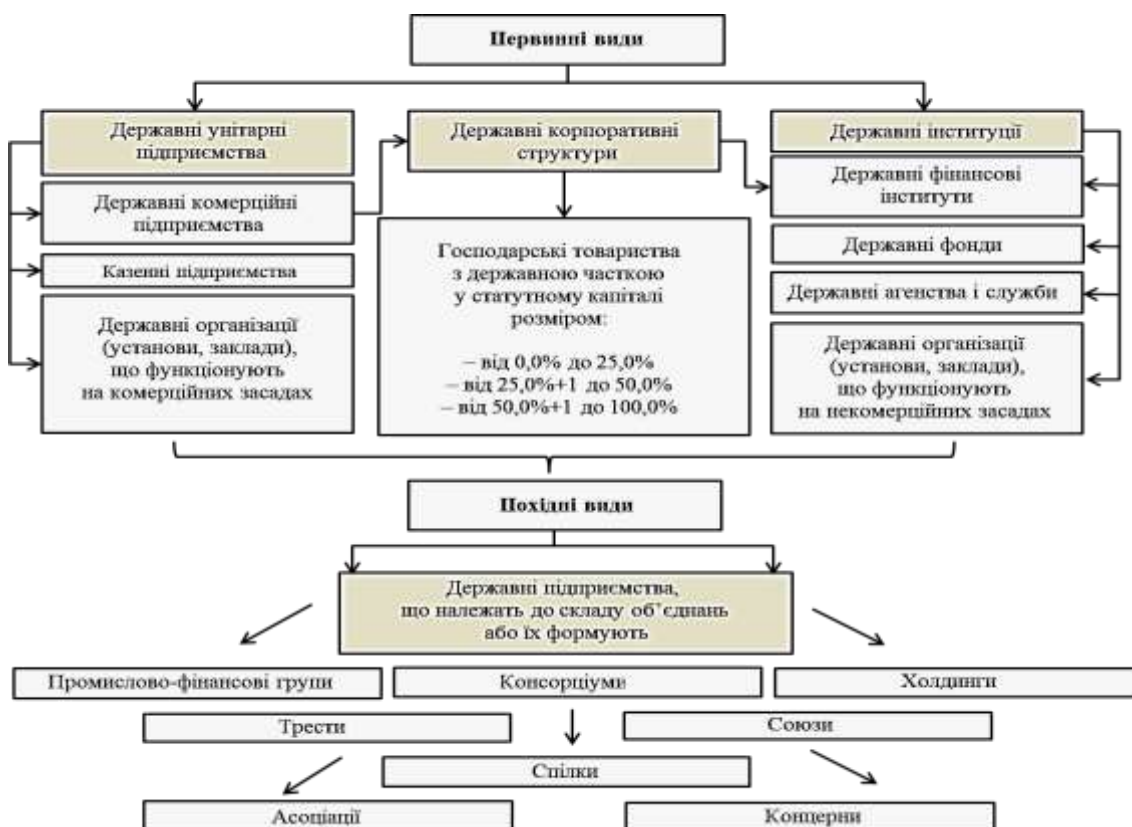 Первинні види
Державні унітарні
підприємства
Державні комерційні
підприємства
Казенні підприємства
Державні організації
(установи, заклади),
що функціонують
на комерційних засадах
Державні корпоративні
структури
Господарські товариства
з державною часткою
у статутному капіталі
розміром:
– від 0,0% до 25,0%
– від 25,0%+1 до 50,0%
– від 50,0%+1 до 100,0%
Державні інституції
Державні фінансові
інститути
Державні фонди
Державні агенства і служби
Державні організації
(установи, заклади),
що функціонують
на некомерційних засадах
Похідні види
Державні підприємства,
що належать до складу об’єднань
або їх формують
Промислово-фінансові групи
Консорціуми
Холдинги
Трести
Союзи
Спілки
Асоціації
Концерни